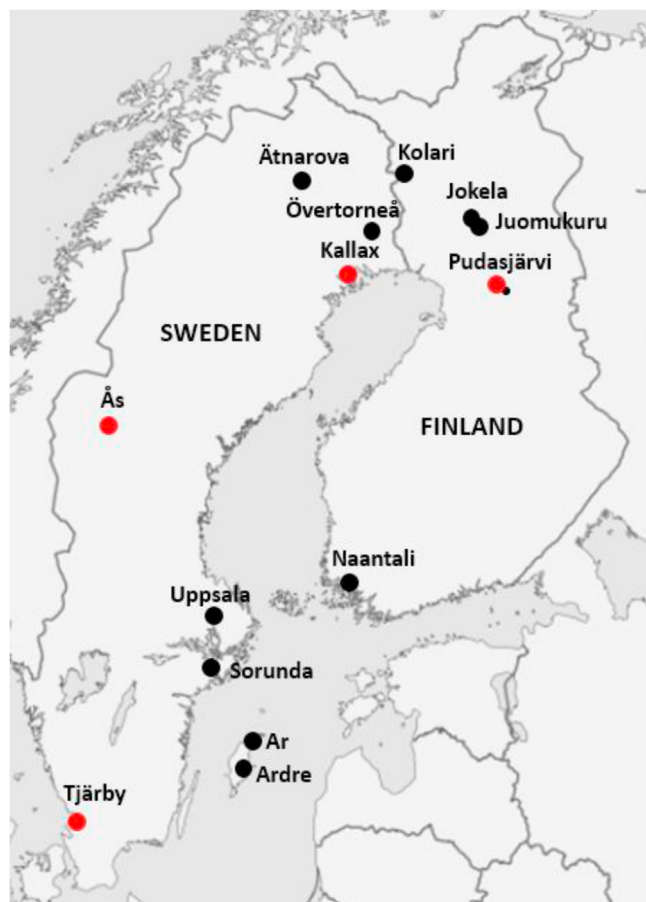 Ätnarova
Kolari
Övertorneå
Jokela
Juomukuru
Kallax
Pudasjärvi
SWEDEN
Ås
FINLAND
Naantali
Uppsala
Sorunda
Ar
Ardre
Tjärby